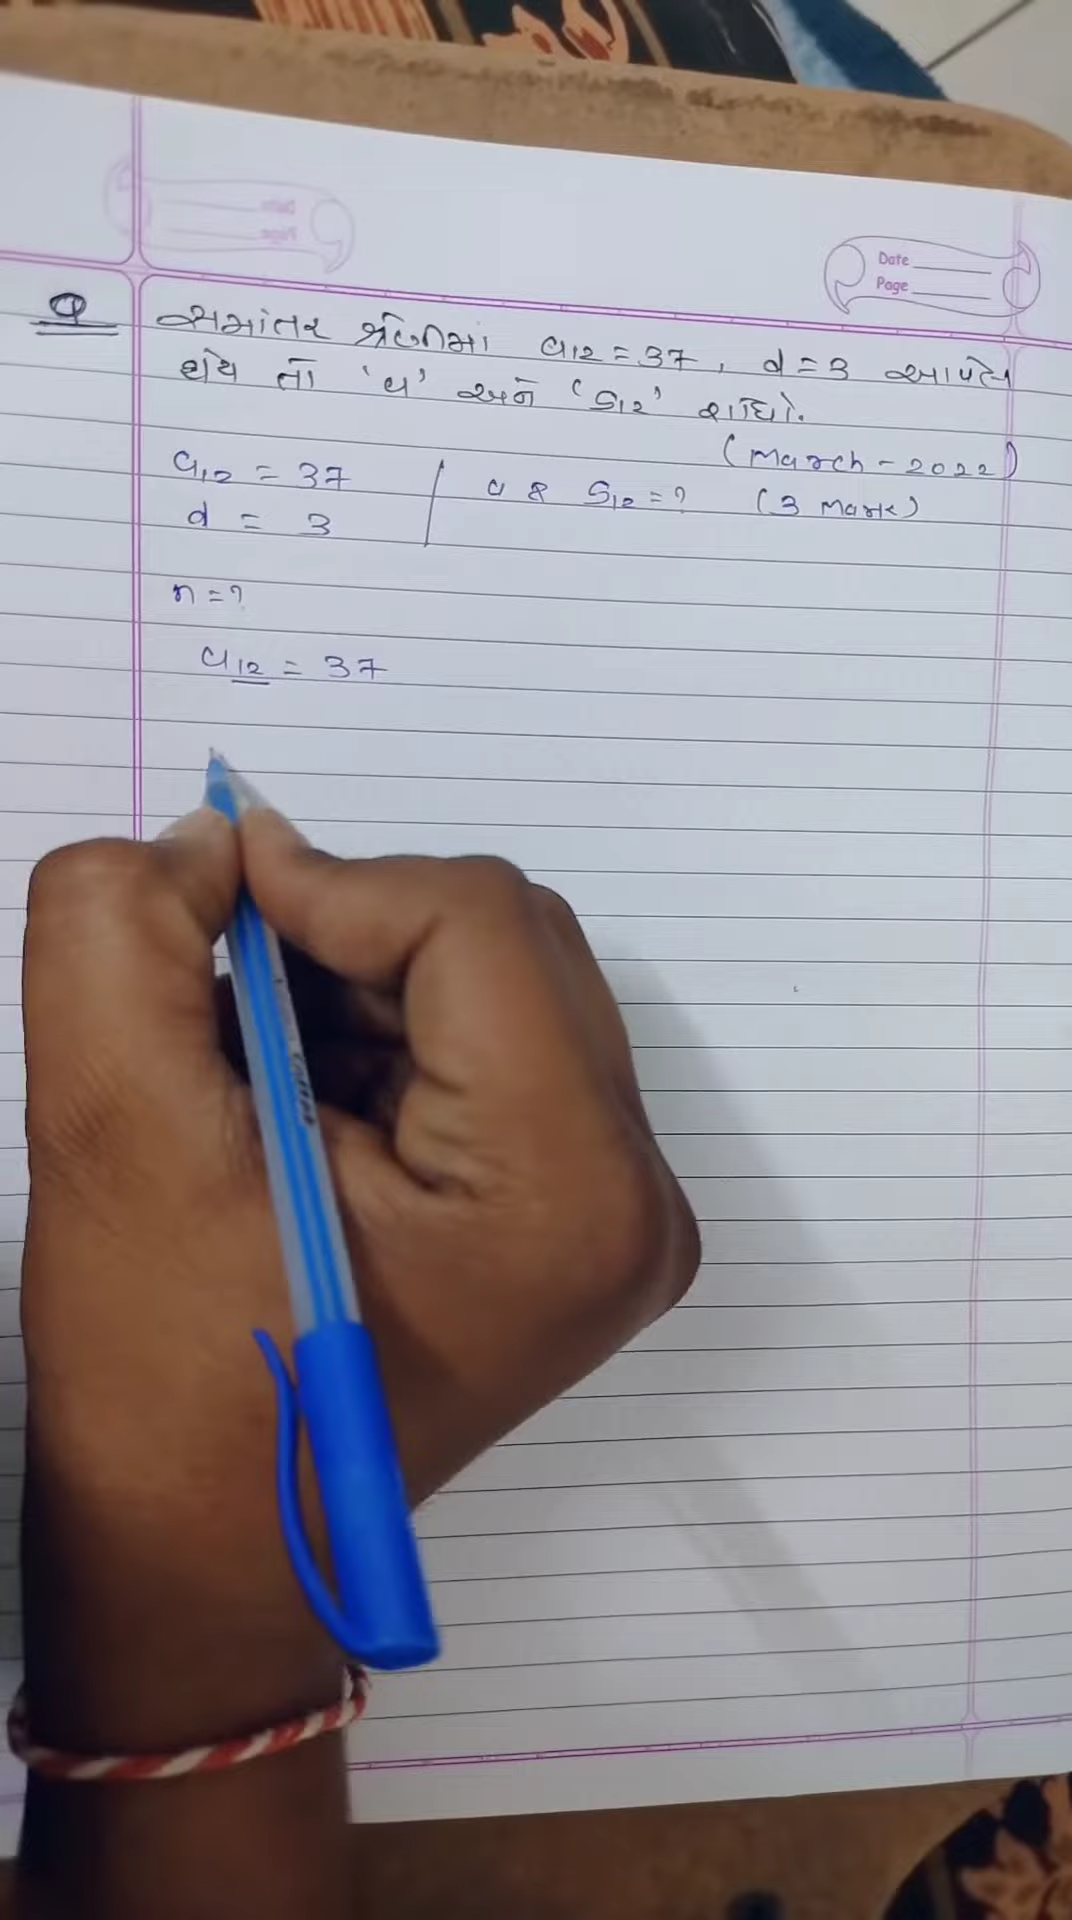 Date
Page
Q સમાંતર શ્રેણીમાં a12 = 37, d = 3 આપેલ
હોય તો 'a' અને 'S12' શોધો.
(March - 2022)
a12 = 37 a & S12 = ? (3 Mark)
d = 3
n = ?
a12 = 37